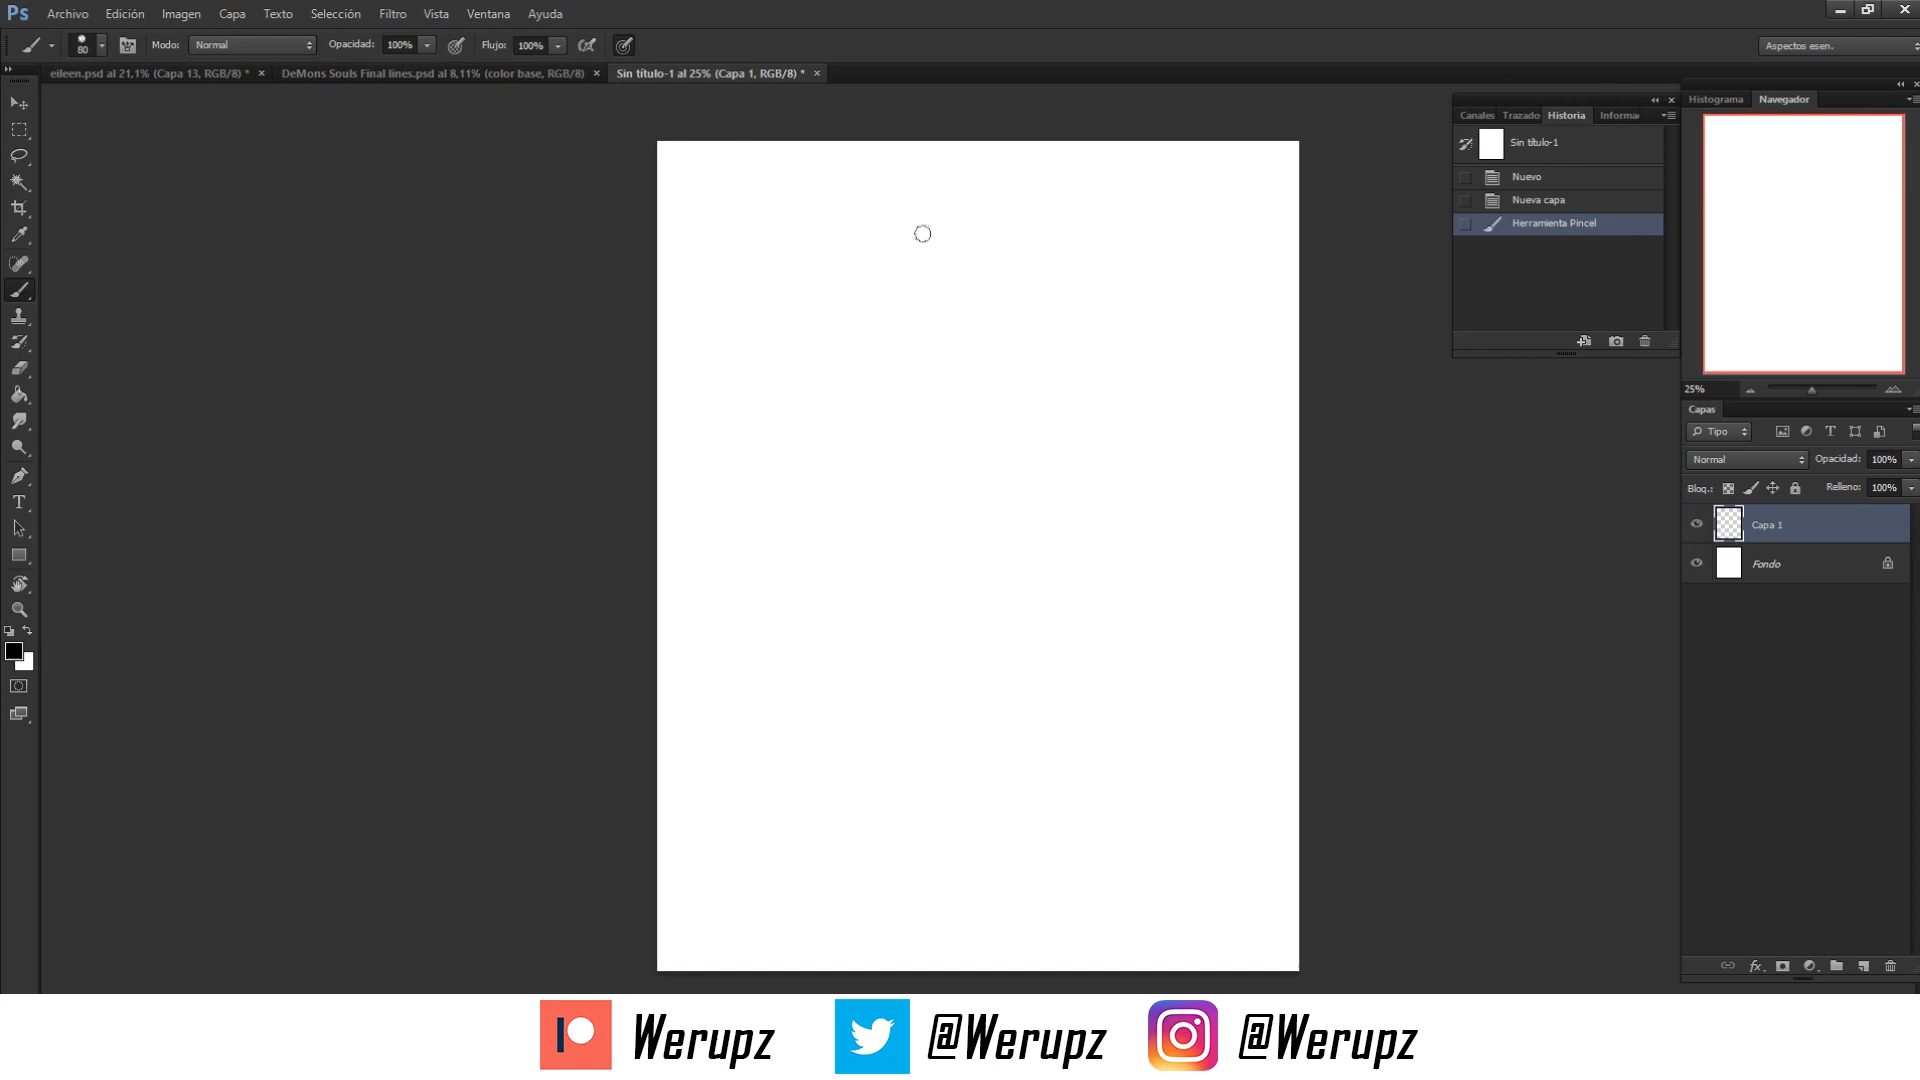 Ps Archivo Edición Imagen Capa Texto Selección Filtro Vista Ventana Ayuda
80 Modo: Normal Opacidad: 100% Flujo: 100% Aspectos esen.
eileen.psd al 21,1% (Capa 13, RGB/8) * × DeMons Souls Final lines.psd al 8,11% (color base, RGB/8) × Sin título-1 al 25% (Capa 1, RGB/8) * ×
Canales Trazado Historia Informa
Sin título-1
Nuevo
Nueva capa
Herramienta Pincel
Histograma Navegador
25%
Capas
Tipo
Normal Opacidad: 100%
Bloq.: Relleno: 100%
Capa 1
Fondo
fx
Werupz @Werupz @Werupz